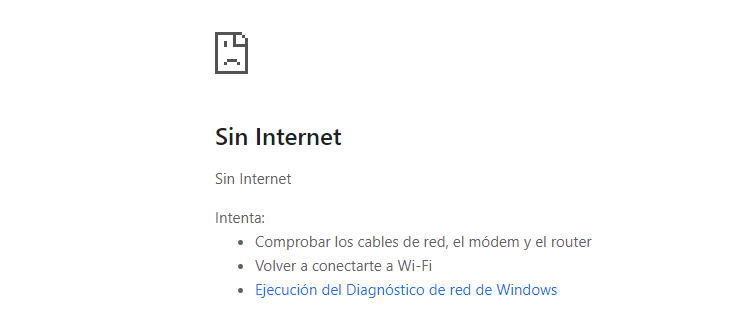 Sin Internet
Sin Internet
Intenta:
Comprobar los cables de red, el módem y el router
Volver a conectarte a Wi-Fi
Ejecución del Diagnóstico de red de Windows